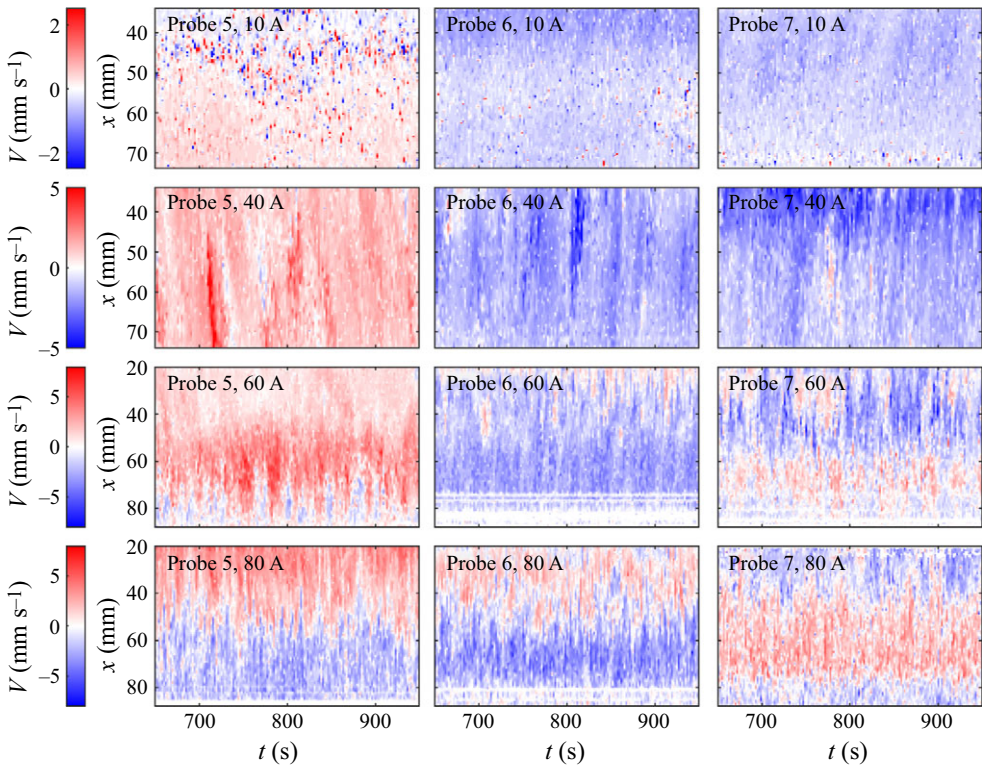 2
0
−2
V (mm s−1)
40
50
60
70
x (mm)
Probe 5, 10 A
Probe 6, 10 A
Probe 7, 10 A
5
0
−5
V (mm s−1)
40
50
60
70
x (mm)
Probe 5, 40 A
Probe 6, 40 A
Probe 7, 40 A
5
0
−5
V (mm s−1)
20
40
60
80
x (mm)
Probe 5, 60 A
Probe 6, 60 A
Probe 7, 60 A
5
0
−5
V (mm s−1)
20
40
60
80
x (mm)
Probe 5, 80 A
Probe 6, 80 A
Probe 7, 80 A
700 800 900
700 800 900
700 800 900
t (s)
t (s)
t (s)